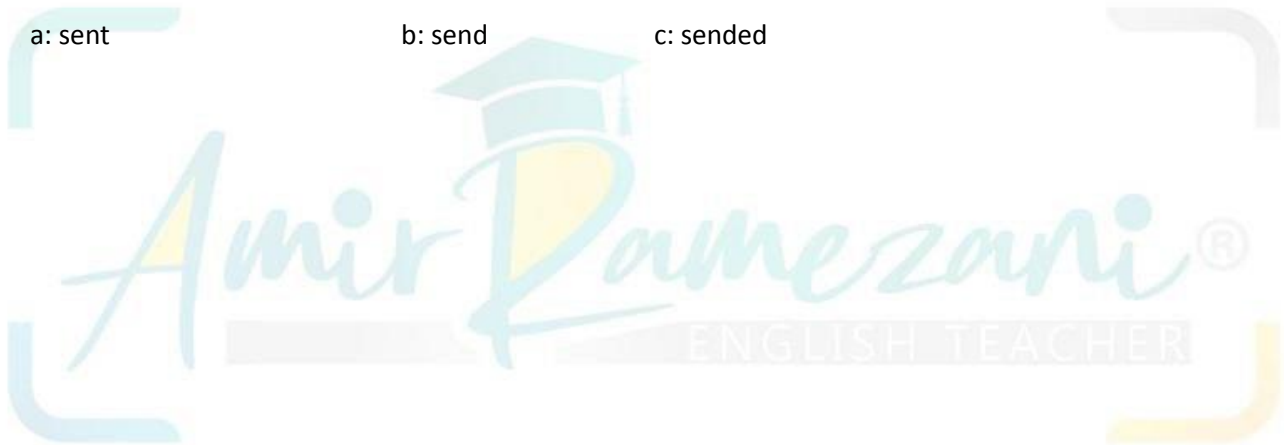 a: sent b: send c: sended
Amir Ramezani ®
ENGLISH TEACHER